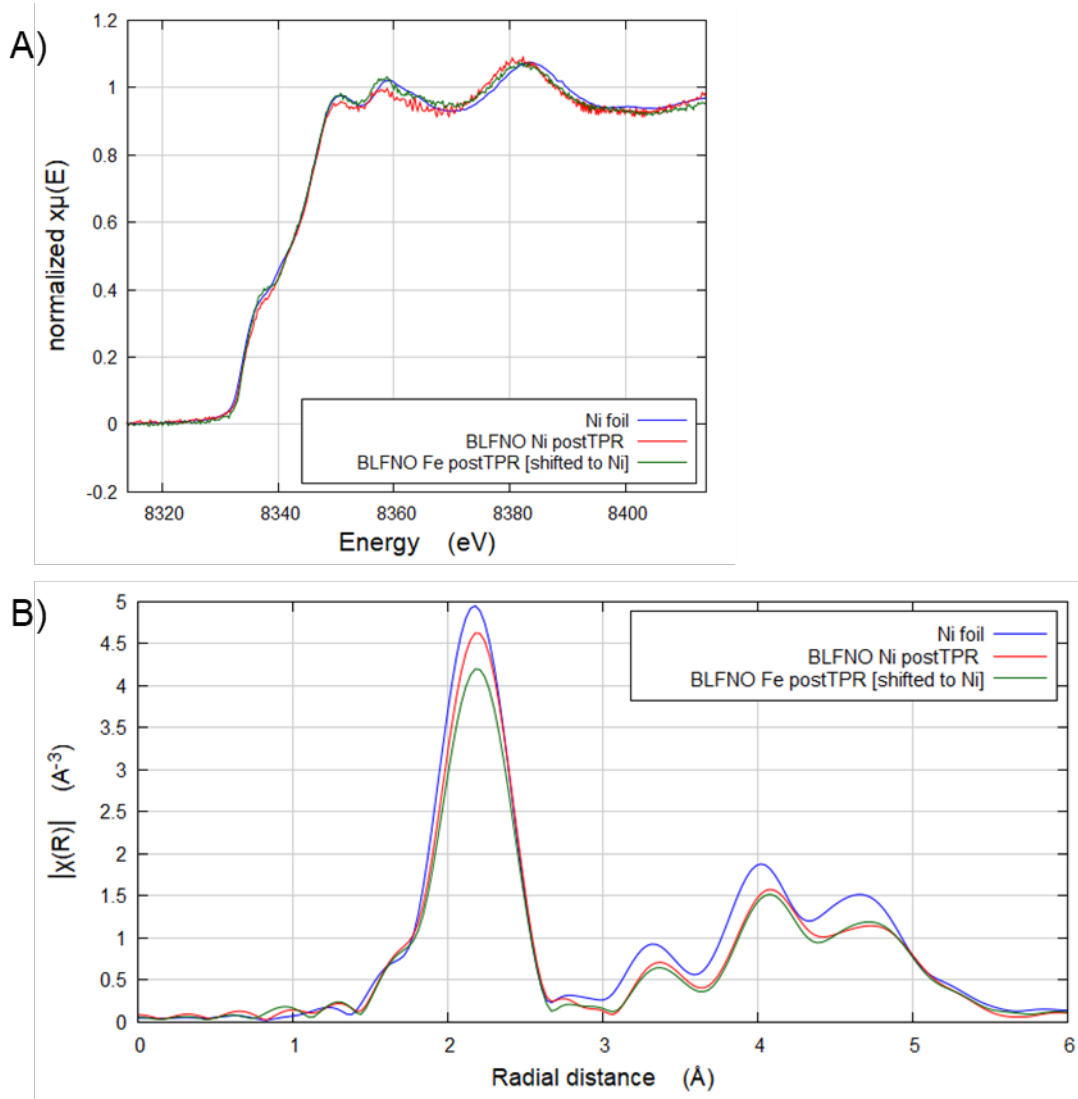 A)
1.2
1
0.8
0.6
0.4
0.2
0
-0.2
normalized xμ(E)
8320 8340 8360 8380 8400
Energy (eV)
Ni foil
BLFNO Ni postTPR
BLFNO Fe postTPR [shifted to Ni]
B)
5
4.5
4
3.5
3
2.5
2
1.5
1
0.5
0
|χ(R)| (A⁻³)
0 1 2 3 4 5 6
Radial distance (Å)
Ni foil
BLFNO Ni postTPR
BLFNO Fe postTPR [shifted to Ni]